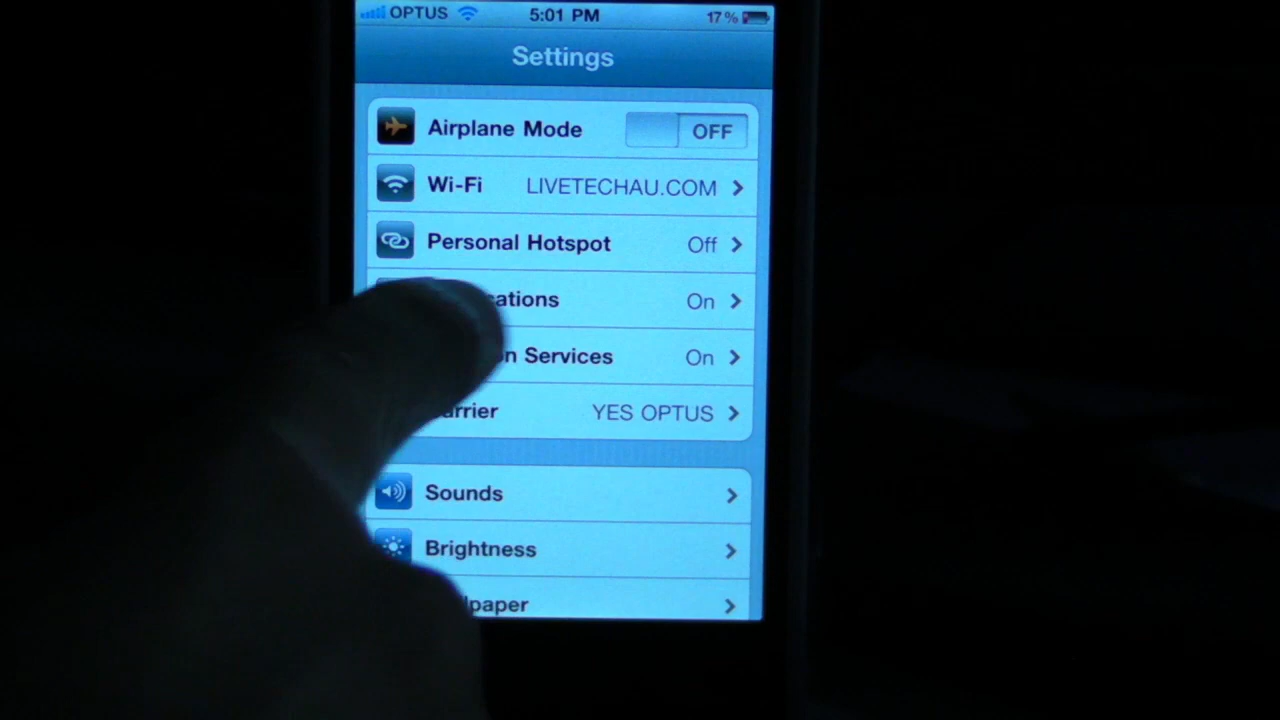 OPTUS 5:01 PM 17%
Settings
Airplane Mode OFF
Wi-Fi LIVETECHAU.COM
Personal Hotspot Off
ations On
n Services On
arrier YES OPTUS
Sounds
Brightness
lpaper